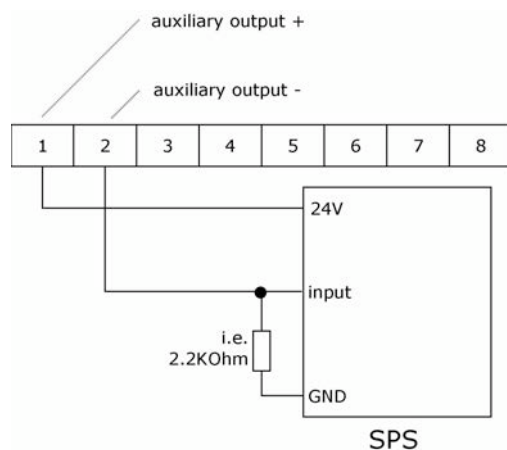 auxiliary output +
auxiliary output -
1 2 3 4 5 6 7 8
24V
input
i.e.
2.2KOhm
GND
SPS